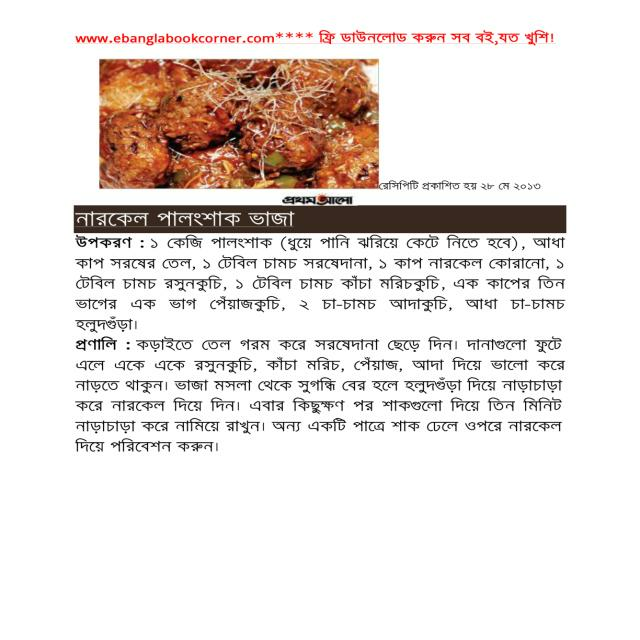 www.ebanglabookcorner.com**** ফ্রি ডাউনলোড করুন সব বই,যত খুশি!
রেসিপিটি প্রকাশিত হয় ২৮ মে ২০১৩
প্রথম আলো
নারকেল পালংশাক ভাজা
উপকরণ : ১ কেজি পালংশাক (ধুয়ে পানি ঝরিয়ে কেটে নিতে হবে), আধা
কাপ সরষের তেল, ১ টেবিল চামচ সরষেদানা, ১ কাপ নারকেল কোরানো, ১
টেবিল চামচ রসুনকুচি, ১ টেবিল চামচ কাঁচা মরিচকুচি, এক কাপের তিন
ভাগের এক ভাগ পেঁয়াজকুচি, ২ চা-চামচ আদাকুচি, আধা চা-চামচ
হলুদগুঁড়া।
প্রণালি : কড়াইতে তেল গরম করে সরষেদানা ছেড়ে দিন। দানাগুলো ফুটে
এলে একে একে রসুনকুচি, কাঁচা মরিচ, পেঁয়াজ, আদা দিয়ে ভালো করে
নাড়তে থাকুন। ভাজা মসলা থেকে সুগন্ধি বের হলে হলুদগুঁড়া দিয়ে নাড়াচাড়া
করে নারকেল দিয়ে দিন। এবার কিছুক্ষণ পর শাকগুলো দিয়ে তিন মিনিট
নাড়াচাড়া করে নামিয়ে রাখুন। অন্য একটি পাত্রে শাক ঢেলে ওপরে নারকেল
দিয়ে পরিবেশন করুন।